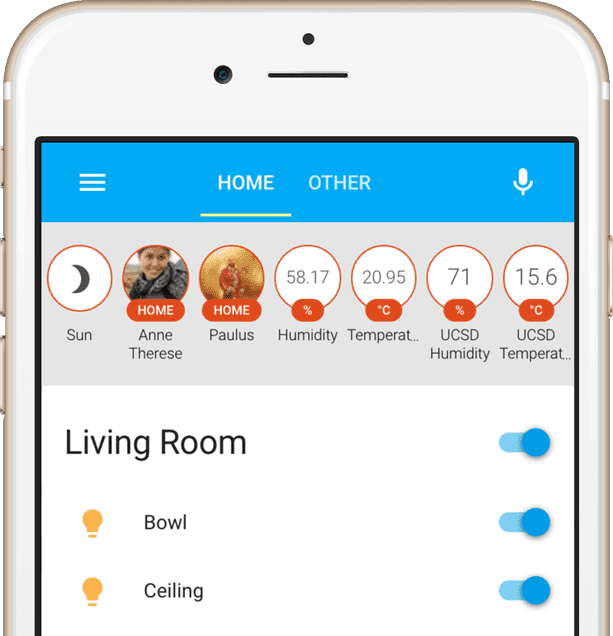 HOME OTHER
58.17 20.95 71 15.6
HOME HOME % °C % °C
Sun Anne Therese Paulus Humidity Temperat... UCSD Humidity UCSD Temperat...
Living Room
Bowl
Ceiling